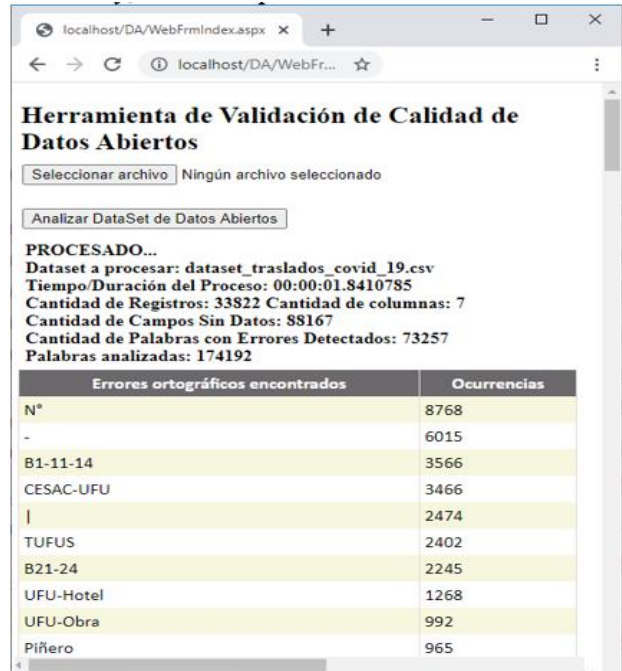 localhost/DA/WebFrmIndex.aspx
localhost/DA/WebFr...
Herramienta de Validación de Calidad de
Datos Abiertos
Seleccionar archivo Ningún archivo seleccionado
Analizar DataSet de Datos Abiertos
PROCESADO...
Dataset a procesar: dataset_traslados_covid_19.csv
Tiempo/Duración del Proceso: 00:00:01.8410785
Cantidad de Registros: 33822 Cantidad de columnas: 7
Cantidad de Campos Sin Datos: 88167
Cantidad de Palabras con Errores Detectados: 73257
Palabras analizadas: 174192
Errores ortográficos encontrados Ocurrencias
N° 8768
- 6015
B1-11-14 3566
CESAC-UFU 3466
| 2474
TUFUS 2402
B21-24 2245
UFU-Hotel 1268
UFU-Obra 992
Piñero 965